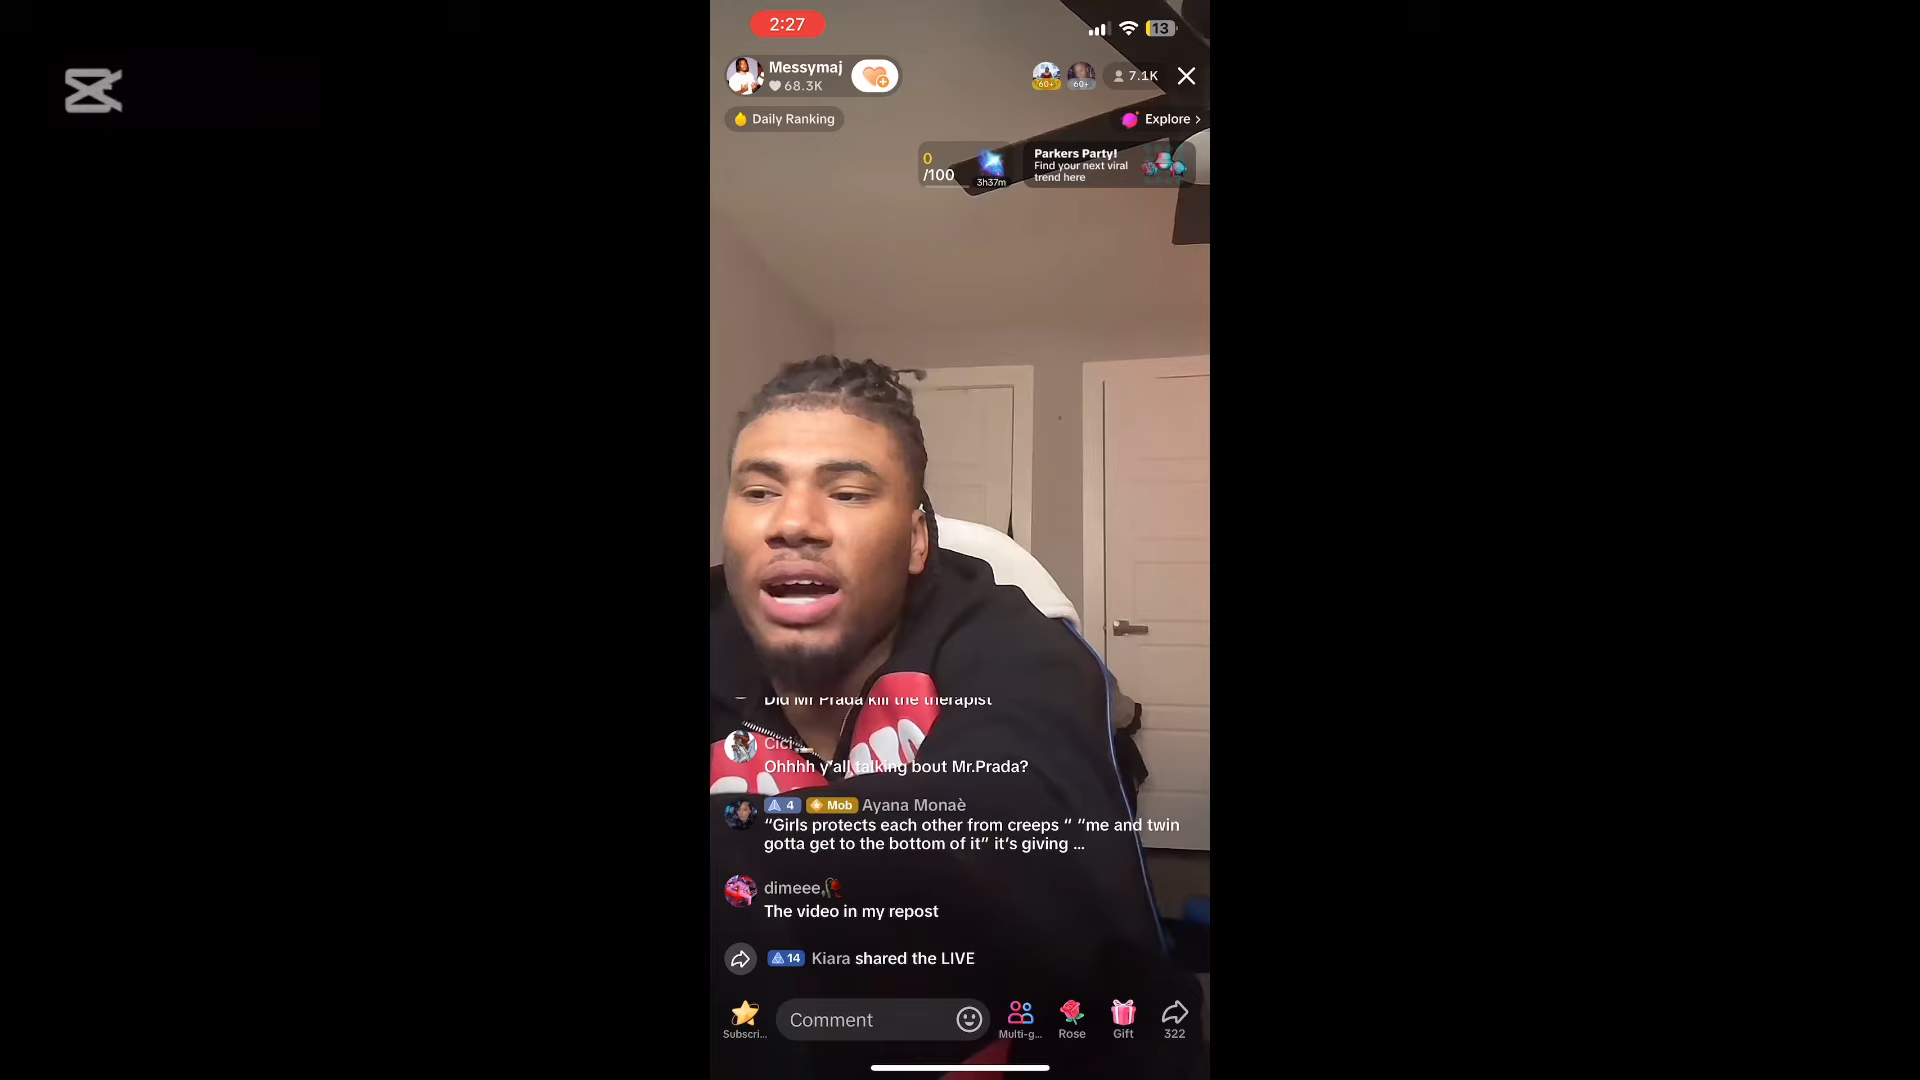 2:27
13
Messymaj
68.3K
60+
60+
7.1K
Daily Ranking
Explore >
0
/100
3h37m
Parkers Party!
Find your next viral
trend here
Did Mr Prada kill the therapist
Cici
Ohhhh y'all talking bout Mr.Prada?
4 Mob Ayana Monaè
“Girls protects each other from creeps “ “me and twin
gotta get to the bottom of it” it’s giving ...
dimeee
The video in my repost
14 Kiara shared the LIVE
Subscri...
Comment
Multi-g...
Rose
Gift
322